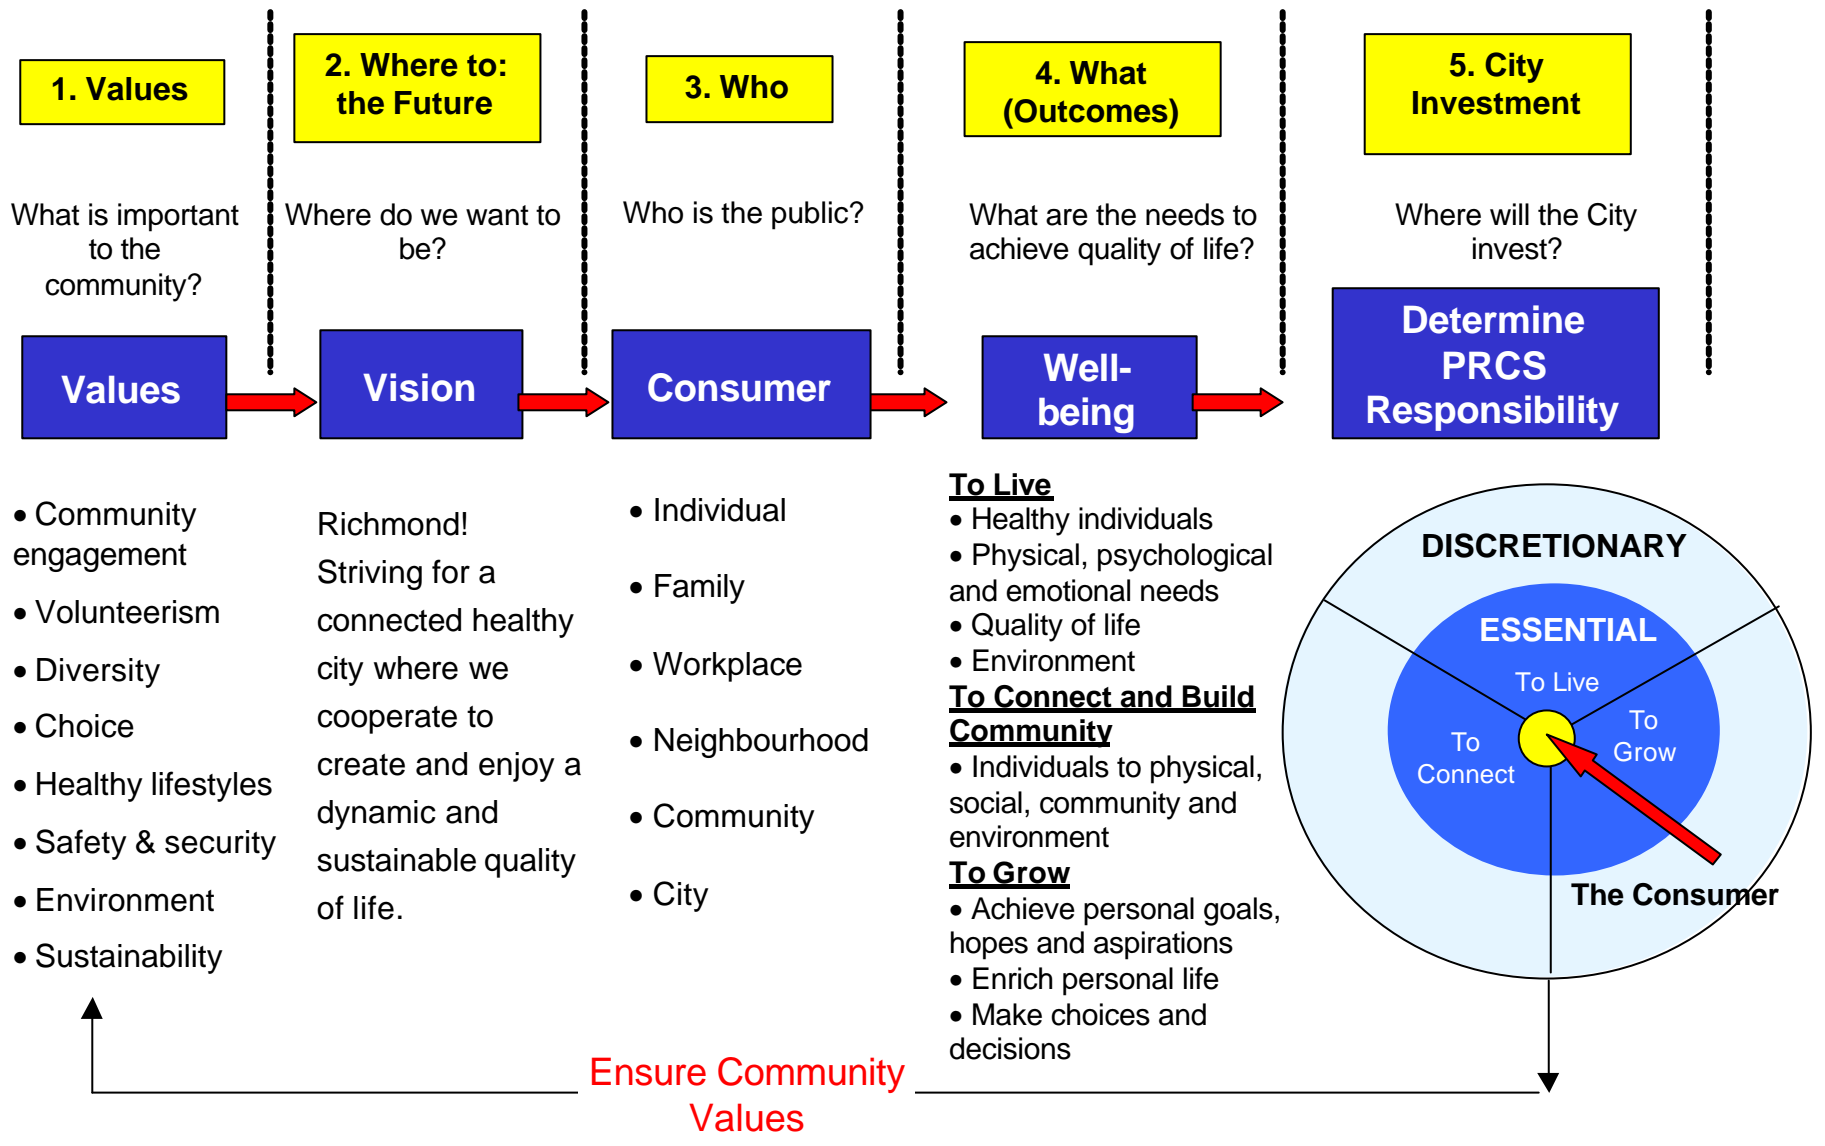 1. Values
2. Where to:
the Future
3. Who
4. What
(Outcomes)
5. City
Investment
What is important
to the
community?
Where do we want to
be?
Who is the public?
What are the needs to
achieve quality of life?
Where will the City
invest?
Values
Vision
Consumer
Well-
being
Determine
PRCS
Responsibility
• Community
engagement
• Volunteerism
• Diversity
• Choice
• Healthy lifestyles
• Safety & security
• Environment
• Sustainability
Richmond!
Striving for a
connected healthy
city where we
cooperate to
create and enjoy a
dynamic and
sustainable quality
of life.
• Individual
• Family
• Workplace
• Neighbourhood
• Community
• City
To Live
• Healthy individuals
• Physical, psychological
and emotional needs
• Quality of life
• Environment
To Connect and Build
Community
• Individuals to physical,
social, community and
environment
To Grow
• Achieve personal goals,
hopes and aspirations
• Enrich personal life
• Make choices and
decisions
DISCRETIONARY
ESSENTIAL
To Live
To
Connect
To
Grow
The Consumer
Ensure Community
Values